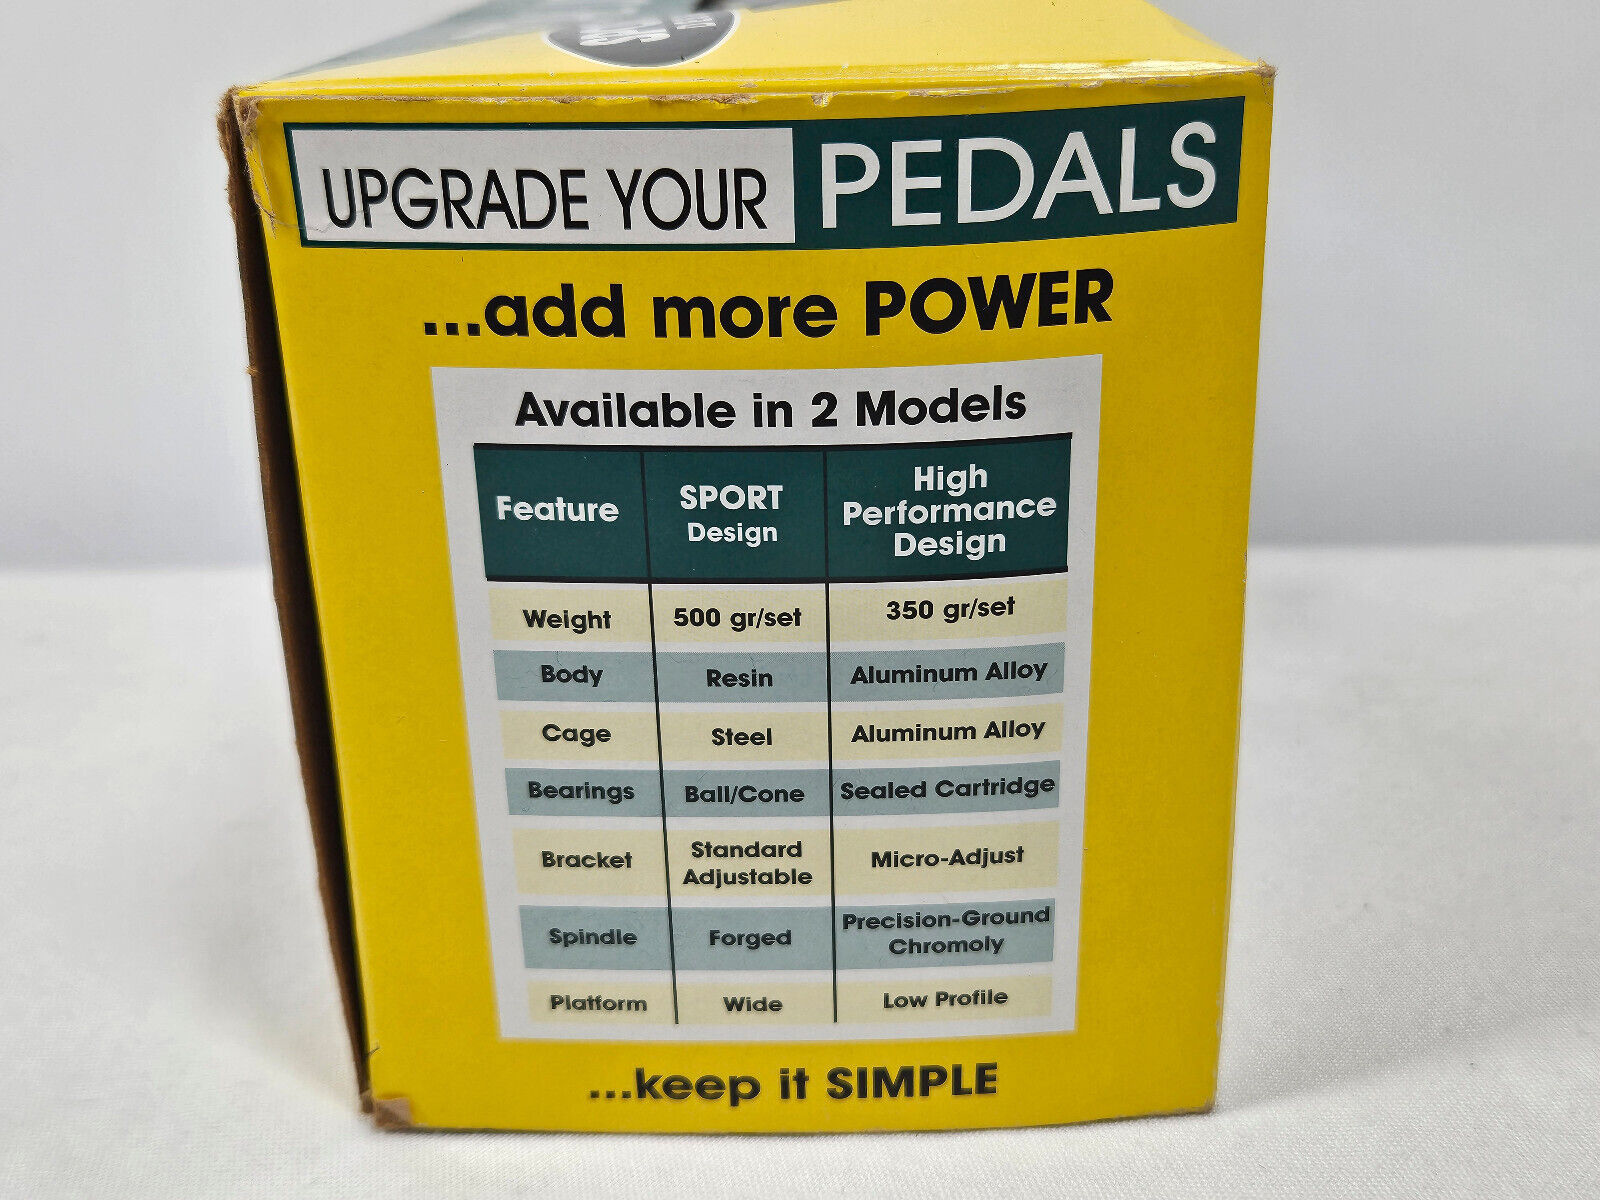 UPGRADE YOUR PEDALS
...add more POWER
Available in 2 Models
Feature SPORT Design High Performance Design
Weight 500 gr/set 350 gr/set
Body Resin Aluminum Alloy
Cage Steel Aluminum Alloy
Bearings Ball/Cone Sealed Cartridge
Bracket Standard Adjustable Micro-Adjust
Spindle Forged Precision-Ground Chromoly
Platform Wide Low Profile
...keep it SIMPLE